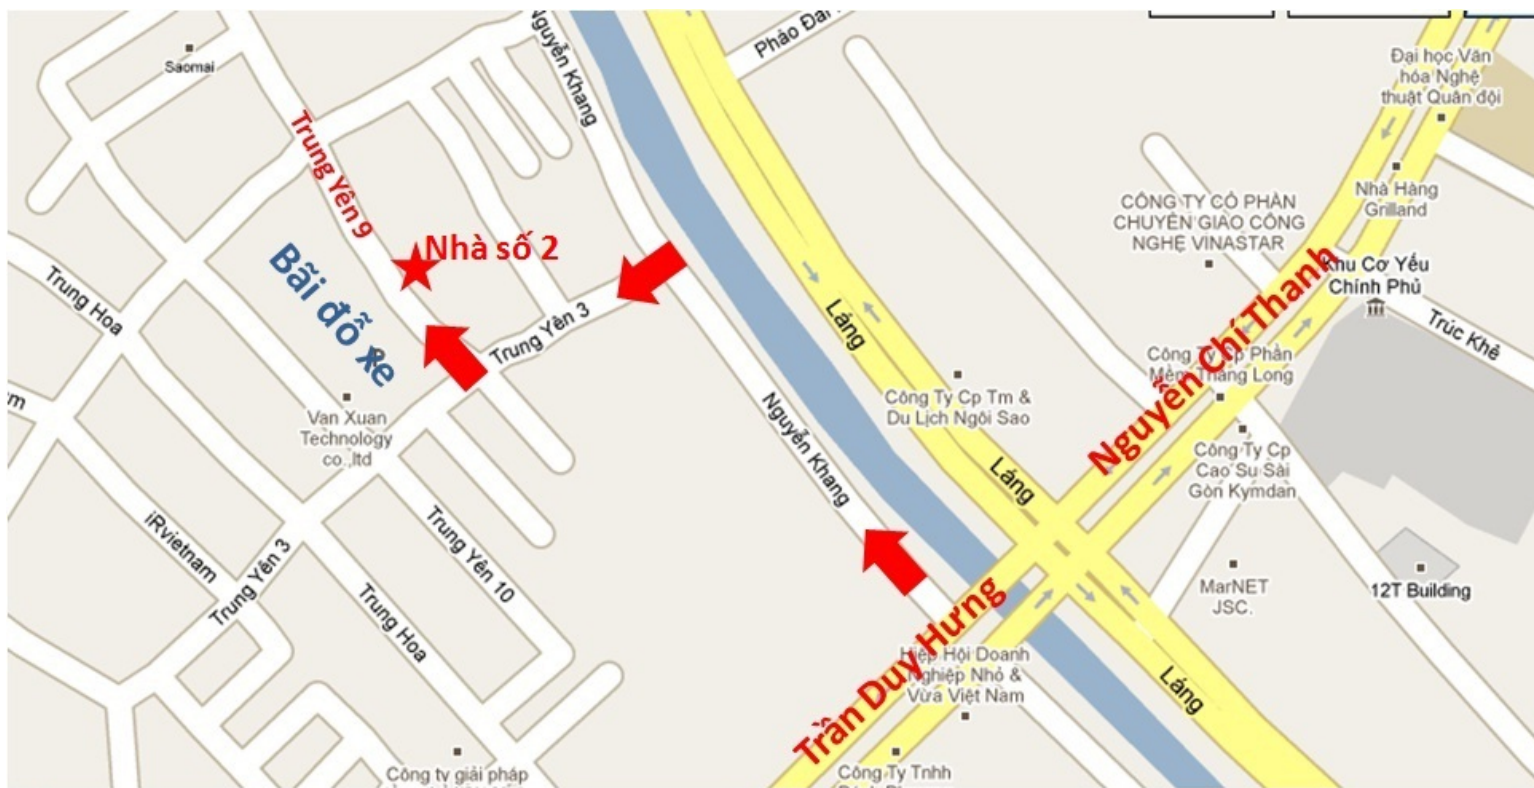 Saomai
Nguyễn Khang
Pháo Đài
Đại học Văn
hóa Nghệ
thuật Quân đội
Trung Yên 9
Nhà số 2
Bãi đỗ xe
Nhà Hàng
Grilland
CÔNG TY CỔ PHẦN
CHUYỂN GIAO CÔNG
NGHỆ VINASTAR
Khu Cơ Yếu
Chính Phủ
Trung Hoa
Trung Yên 3
Láng
Nguyễn Chí Thanh
Trúc Khê
Công Ty Cp Phần
Mềm Thăng Long
Công Ty Cp Tm &
Du Lịch Ngôi Sao
Van Xuan
Technology
co.,ltd
Nguyễn Khang
Láng
Công Ty Cp
Cao Su Sài
Gòn Kymdan
iRvietnam
Trung Yên 3
Trung Yên 10
Trung Hoa
MarNET
JSC.
12T Building
Trần Duy Hưng
Hiệp Hội Doanh
Nghiệp Nhỏ &
Vừa Việt Nam
Láng
Công ty giải pháp
Công Ty Tnhh